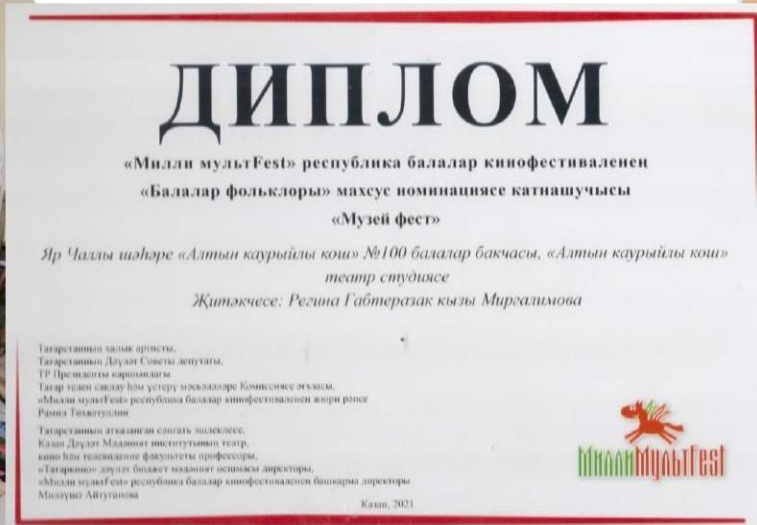 ДИПЛОМ
«Милли мультFest» республика балалар кинофестиваленең
«Балалар фольклоры» махсус номинациясе катнашучысы
«Музей фест»
Яр Чаллы шәһәре «Алтын каурыйлы кош» №100 балалар бакчасы, «Алтын каурыйлы кош»
театр студиясе
Җитәкчесе: Регина Габтеразак кызы Миргалимова
Татарстанның халык артисты,
Татарстанның Дәүләт Советы депутаты,
ТР Президенты каршындагы
Татар телен саклау һәм үстерү мәсьәләләре Комиссиясе әгъзасы,
«Милли мультFest» республика балалар кинофестиваленең жюри рәисе
Рамил Төхвәтуллин
Татарстанның атказанган сәнгать эшлеклесе,
Казан Дәүләт Мәдәният институтының театр,
кино һәм телевидение факультеты профессоры,
«Татаркино» дәүләт бюджет мәдәният оешмасы директоры,
«Милли мультFest» республика балалар кинофестиваленең башкарма директоры
Миләүшә Айтуганова
МиллиМультFest
Казан, 2021